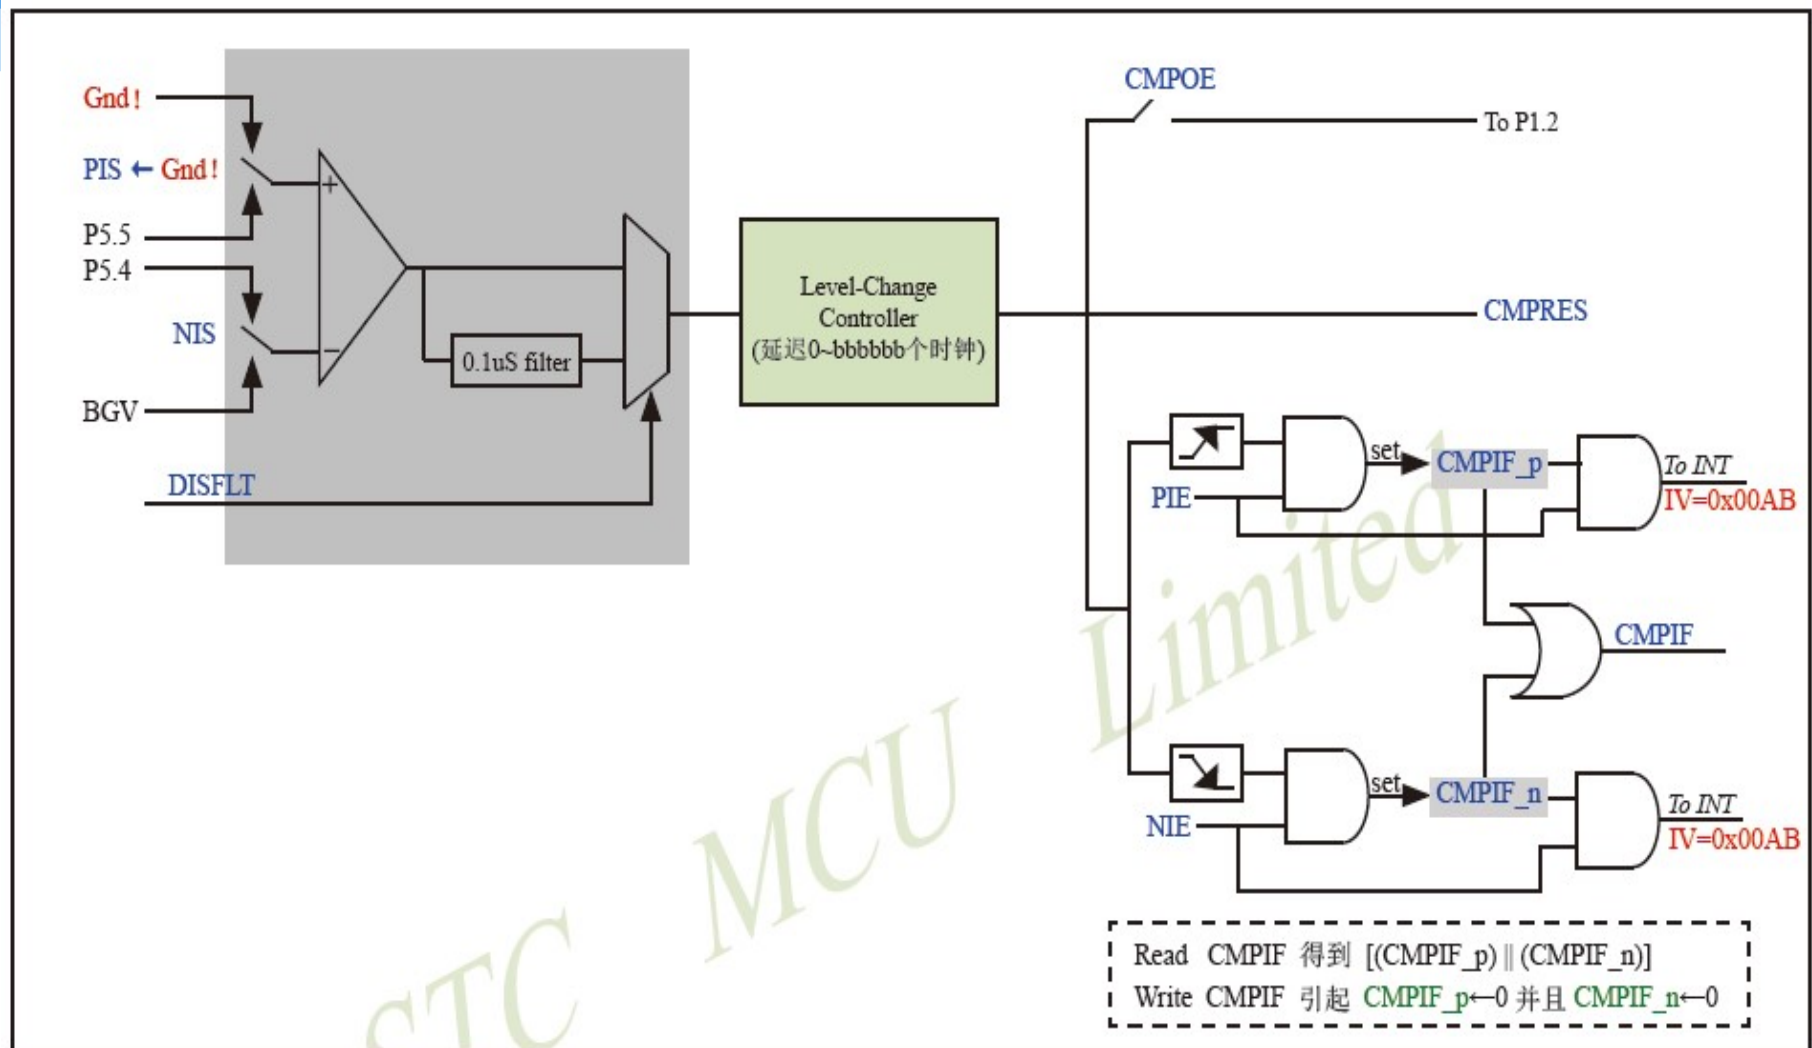 Gnd!
PIS ← Gnd!
P5.5
P5.4
NIS
BGV
DISFLT
0.1uS filter
Level-Change
Controller
(延迟0~bbbbbb个时钟)
CMPOE
To P1.2
CMPRES
set
CMPIF_p
To INT
IV=0x00AB
PIE
CMPIF
set
CMPIF_n
To INT
IV=0x00AB
NIE
Read CMPIF 得到 [(CMPIF_p) || (CMPIF_n)]
Write CMPIF 引起 CMPIF_p←0 并且 CMPIF_n←0
STC MCU Limited